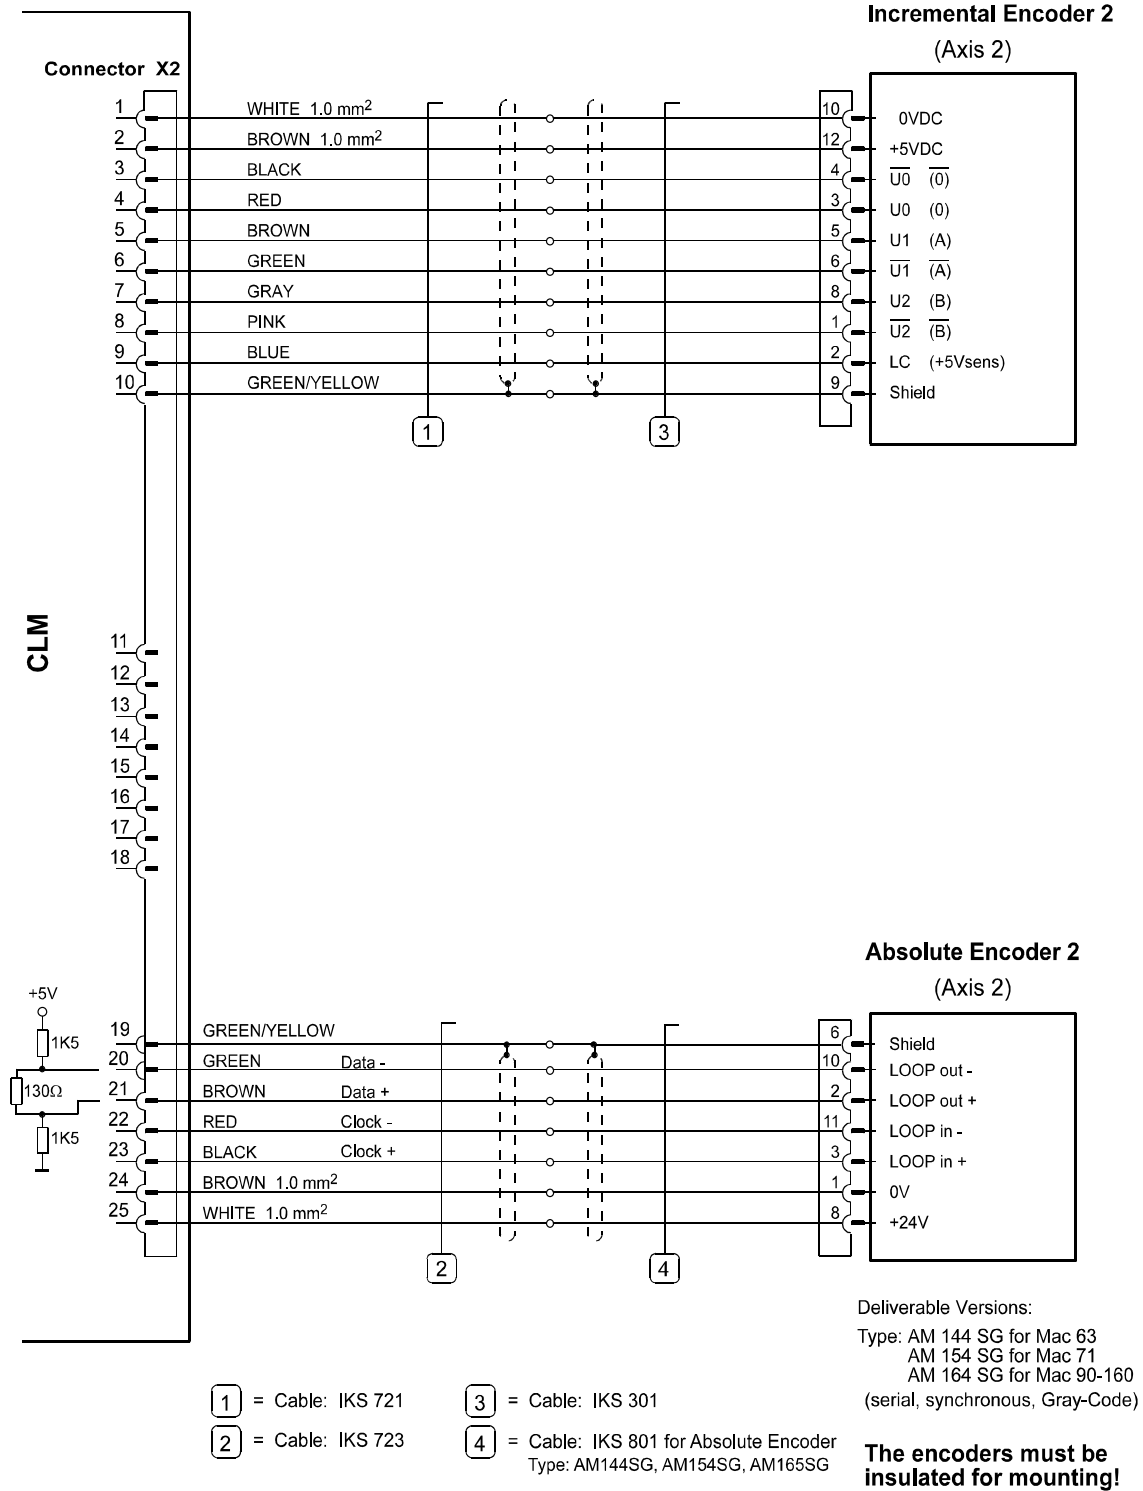 Incremental Encoder 2
(Axis 2)
Connector X2
1 WHITE 1.0 mm² 10 0VDC
2 BROWN 1.0 mm² 12 +5VDC
3 BLACK 4 U̅0̅ (0̅)
4 RED 3 U0 (0)
5 BROWN 5 U1 (A)
6 GREEN 6 U̅1̅ (A̅)
7 GRAY 8 U2 (B)
8 PINK 1 U̅2̅ (B̅)
9 BLUE 2 LC (+5Vsens)
10 GREEN/YELLOW 9 Shield
1 3
CLM
11
12
13
14
15
16
17
18
Absolute Encoder 2
(Axis 2)
+5V
1K5
130Ω
1K5
19 GREEN/YELLOW 6 Shield
20 GREEN Data - 10 LOOP out -
21 BROWN Data + 2 LOOP out +
22 RED Clock - 11 LOOP in -
23 BLACK Clock + 3 LOOP in +
24 BROWN 1.0 mm² 1 0V
25 WHITE 1.0 mm² 8 +24V
2 4
Deliverable Versions:
Type: AM 144 SG for Mac 63
AM 154 SG for Mac 71
AM 164 SG for Mac 90-160
(serial, synchronous, Gray-Code)
1 = Cable: IKS 721
2 = Cable: IKS 723
3 = Cable: IKS 301
4 = Cable: IKS 801 for Absolute Encoder
Type: AM144SG, AM154SG, AM165SG
The encoders must be
insulated for mounting!